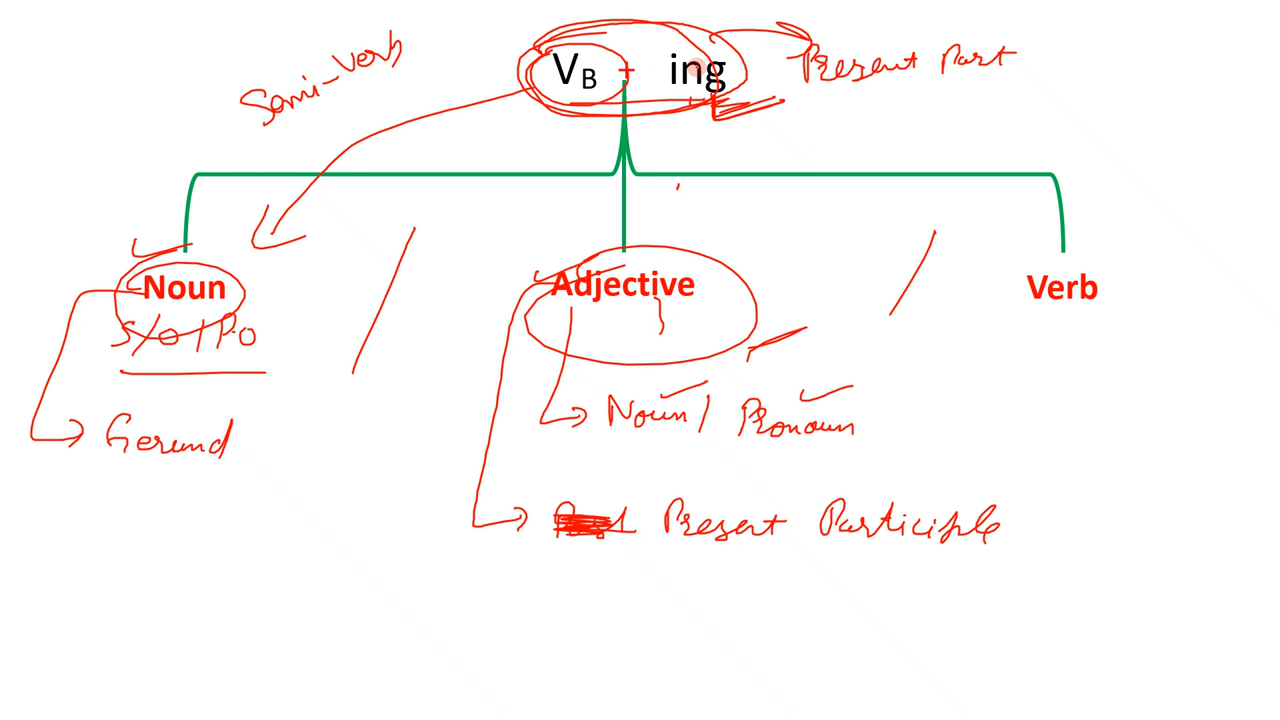 Semi-Verb
VB + ing
Present Part
Noun
Adjective
Verb
S/O/P.O
Noun / Pronoun
Gerund
Present Participle